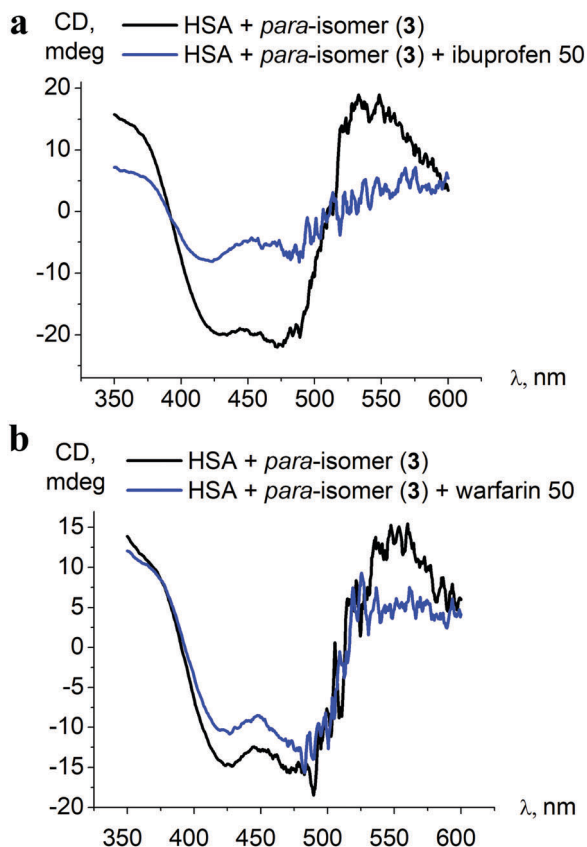 a
CD,
mdeg
HSA + para-isomer (3)
HSA + para-isomer (3) + ibuprofen 50
20
10
0
-10
-20
λ, nm
350 400 450 500 550 600
b
CD,
mdeg
HSA + para-isomer (3)
HSA + para-isomer (3) + warfarin 50
15
10
5
0
-5
-10
-15
-20
λ, nm
350 400 450 500 550 600